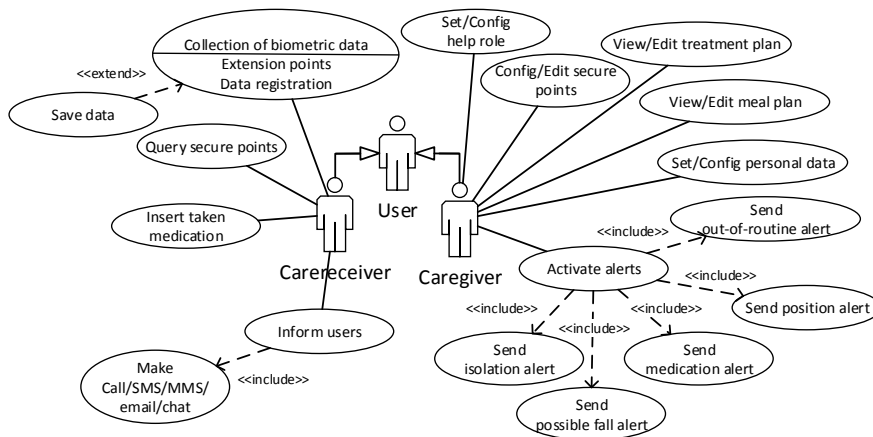 Set/Config
help role
Collection of biometric data
Extension points
Data registration
View/Edit treatment plan
Config/Edit secure
points
<<extend>>
Save data
View/Edit meal plan
Query secure points
Set/Config personal data
User
Insert taken
medication
Send
out-of-routine alert
<<include>>
Carereceiver
Caregiver
Activate alerts
<<include>>
Send position alert
<<include>>
<<include>>
<<include>>
Inform users
Send
isolation alert
Send
medication alert
Make
Call/SMS/MMS/
email/chat
<<include>>
Send
possible fall alert